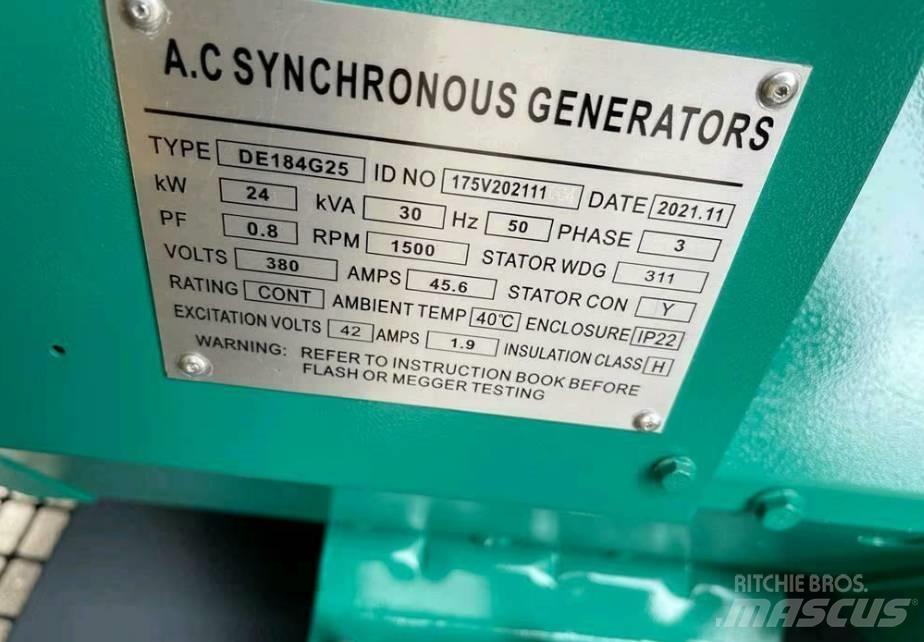 A.C SYNCHRONOUS GENERATORS
TYPE DE184G25 ID NO 175V202111 DATE 2021.11
kW 24 kVA 30 Hz 50 PHASE 3
PF 0.8 RPM 1500 STATOR WDG 311
VOLTS 380 AMPS 45.6 STATOR CON Y
RATING CONT AMBIENT TEMP 40℃ ENCLOSURE IP22
EXCITATION VOLTS 42 AMPS 1.9 INSULATION CLASS H
WARNING: REFER TO INSTRUCTION BOOK BEFORE
FLASH OR MEGGER TESTING
RITCHIE BROS.
MASCUS